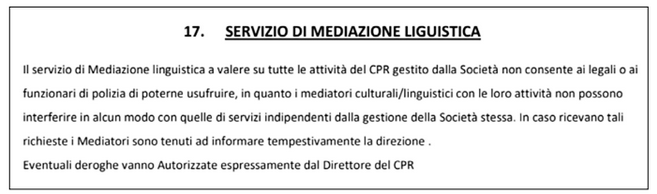 17. SERVIZIO DI MEDIAZIONE LIGUISTICA
Il servizio di Mediazione linguistica a valere su tutte le attività del CPR gestito dalla Società non consente ai legali o ai
funzionari di polizia di poterne usufruire, in quanto i mediatori culturali/linguistici con le loro attività non possono
interferire in alcun modo con quelle di servizi indipendenti dalla gestione della Società stessa. In caso ricevano tali
richieste i Mediatori sono tenuti ad informare tempestivamente la direzione .
Eventuali deroghe vanno Autorizzate espressamente dal Direttore del CPR